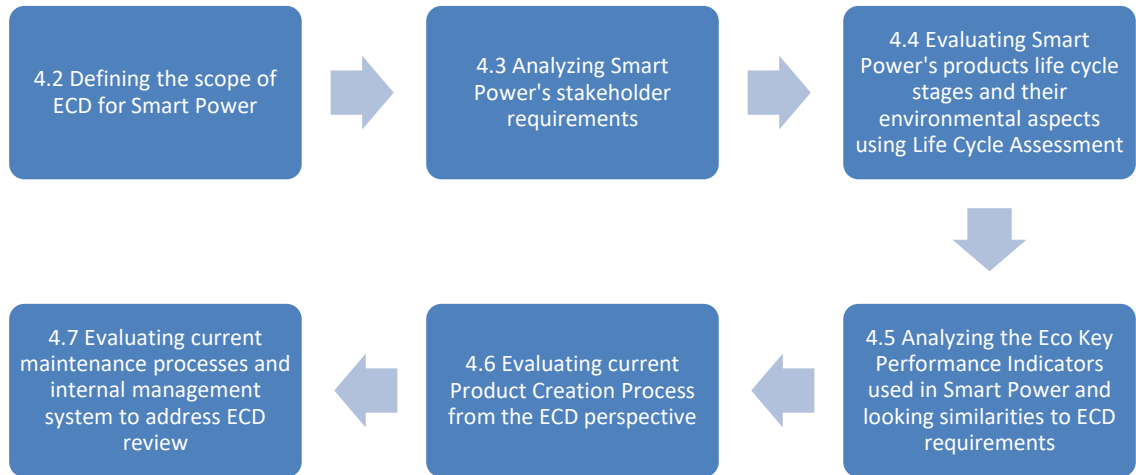 4.2 Defining the scope of
ECD for Smart Power
4.3 Analyzing Smart
Power's stakeholder
requirements
4.4 Evaluating Smart
Power's products life cycle
stages and their
environmental aspects
using Life Cycle Assessment
4.5 Analyzing the Eco Key
Performance Indicators
used in Smart Power and
looking similarities to ECD
requirements
4.6 Evaluating current
Product Creation Process
from the ECD perspective
4.7 Evaluating current
maintenance processes and
internal management
system to address ECD
review